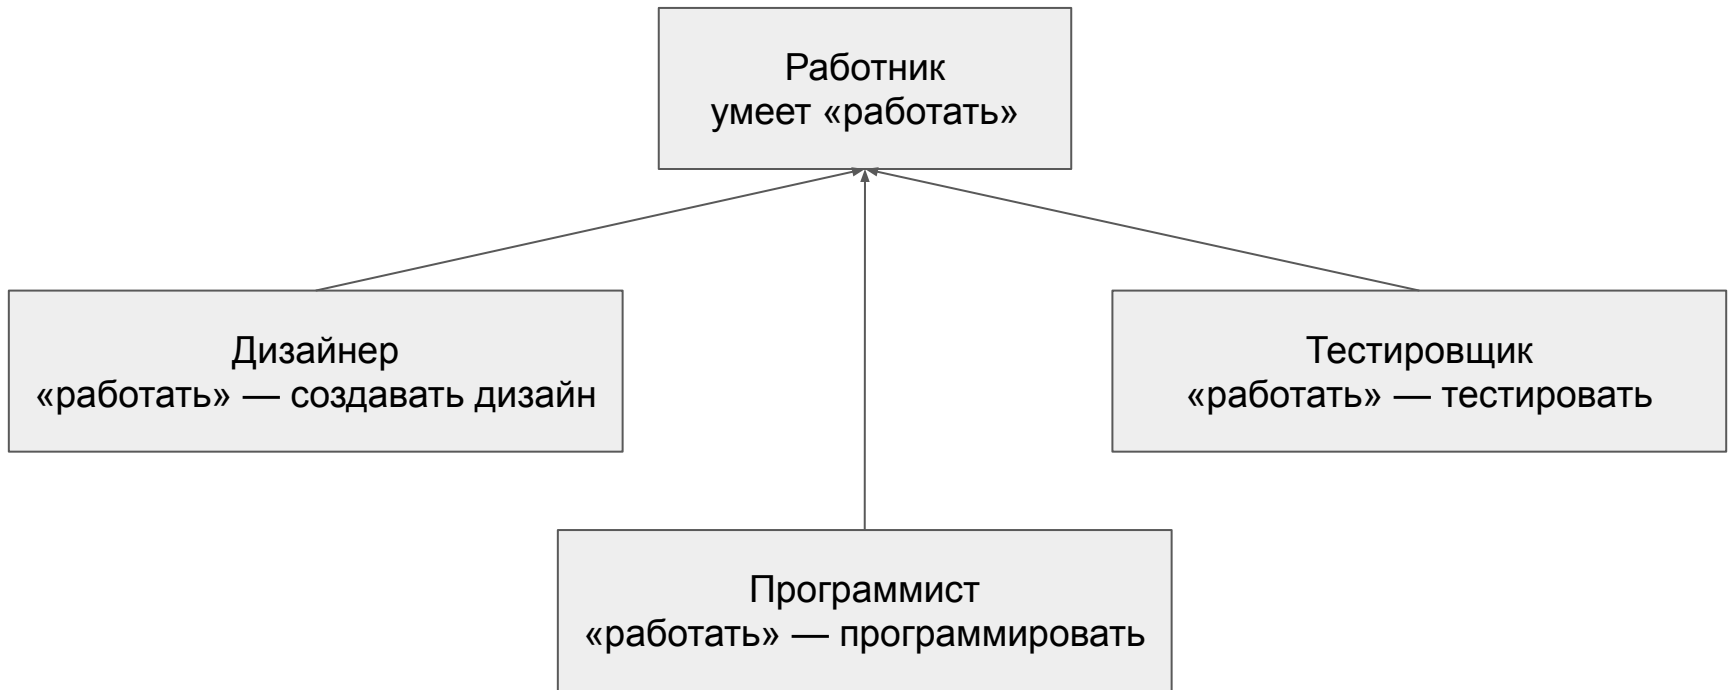 Работник
умеет «работать»
Дизайнер
«работать» — создавать дизайн
Тестировщик
«работать» — тестировать
Программист
«работать» — программировать